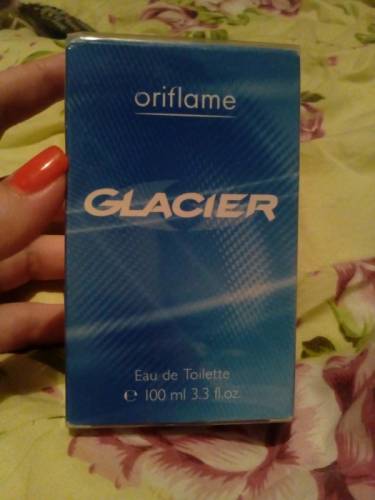 oriflame
GLACIER
Eau de Toilette
℮ 100 ml 3.3 fl.oz.